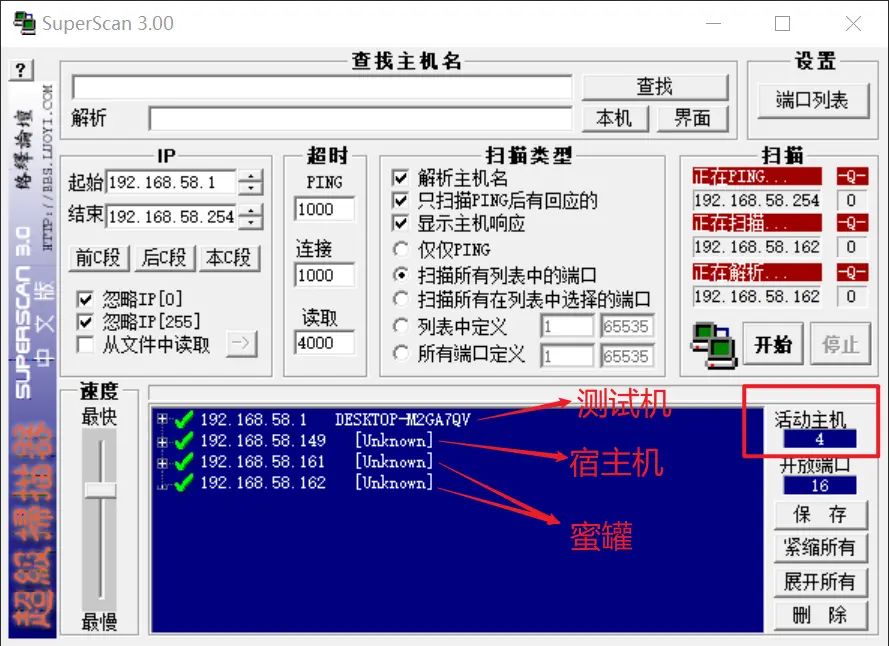 SuperScan 3.00
?
络绎論壇
HTTP://BBS.LUOYI.COM
SUPERSCAN 3.0
中文版
超級掃描器
查找主机名
查找
解析
本机
界面
设置
端口列表
IP
起始 192.168.58.1
结束 192.168.58.254
前C段
后C段
本C段
忽略IP[0]
忽略IP[255]
从文件中读取
->
超时
PING
1000
连接
1000
读取
4000
扫描类型
解析主机名
只扫描PING后有回应的
显示主机响应
仅仅PING
扫描所有列表中的端口
扫描所有在列表中选择的端口
列表中定义 1 65535
所有端口定义 1 65535
扫描
正在PING... -Q-
192.168.58.254 0
正在扫描... -Q-
192.168.58.162 0
正在解析... -Q-
192.168.58.162 0
开始
停止
速度
最快
最慢
192.168.58.1 DESKTOP-M2GA7QV
192.168.58.149 [Unknown]
192.168.58.161 [Unknown]
192.168.58.162 [Unknown]
测试机
宿主机
蜜罐
活动主机
4
开放端口
16
保 存
紧缩所有
展开所有
删 除